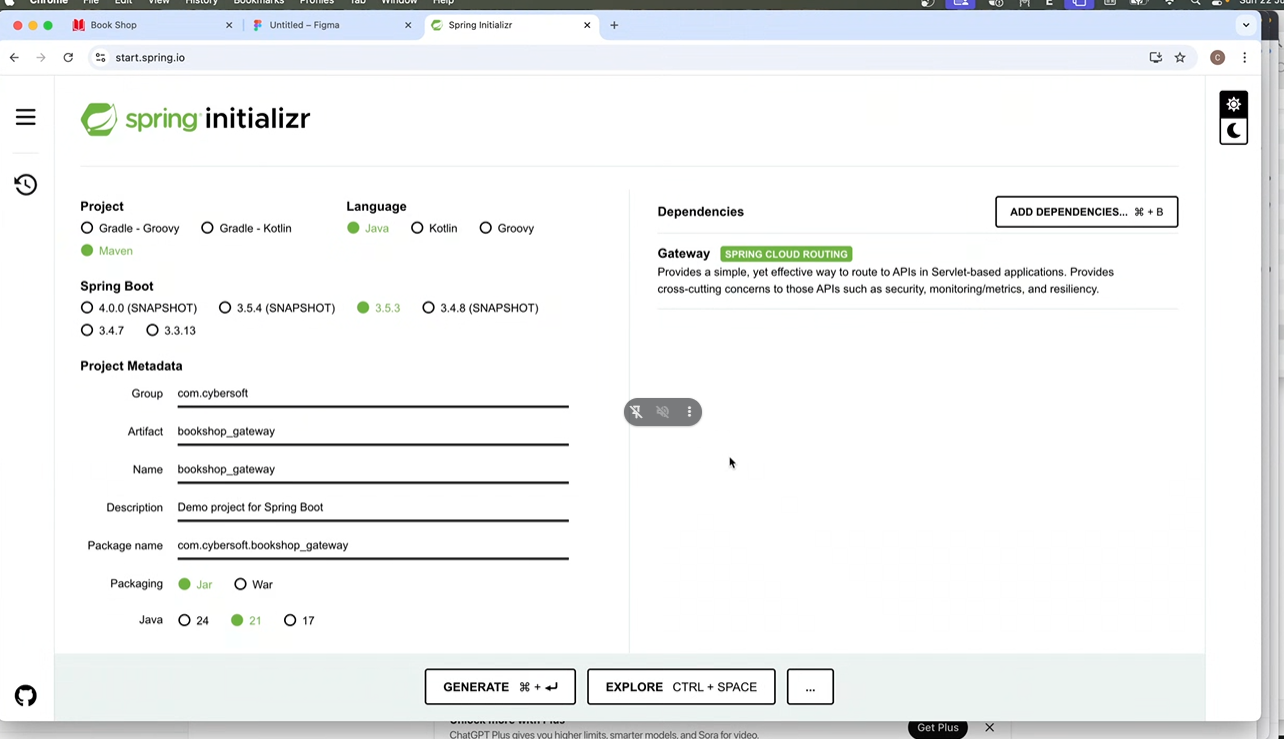 Chrome File Edit View History Bookmarks Profiles Tab Window Help
Book Shop
Untitled – Figma
Spring Initializr
start.spring.io
C
spring initializr
Project
Gradle - Groovy Gradle - Kotlin
Maven
Language
Java Kotlin Groovy
Spring Boot
4.0.0 (SNAPSHOT) 3.5.4 (SNAPSHOT) 3.5.3 3.4.8 (SNAPSHOT)
3.4.7 3.3.13
Project Metadata
Group com.cybersoft
Artifact bookshop_gateway
Name bookshop_gateway
Description Demo project for Spring Boot
Package name com.cybersoft.bookshop_gateway
Packaging Jar War
Java 24 21 17
Dependencies
ADD DEPENDENCIES... ⌘ + B
Gateway SPRING CLOUD ROUTING
Provides a simple, yet effective way to route to APIs in Servlet-based applications. Provides
cross-cutting concerns to those APIs such as security, monitoring/metrics, and resiliency.
GENERATE ⌘ + ↵
EXPLORE CTRL + SPACE
...
Unlock more with Plus
ChatGPT Plus gives you higher limits, smarter models, and Sora for video.
Get Plus